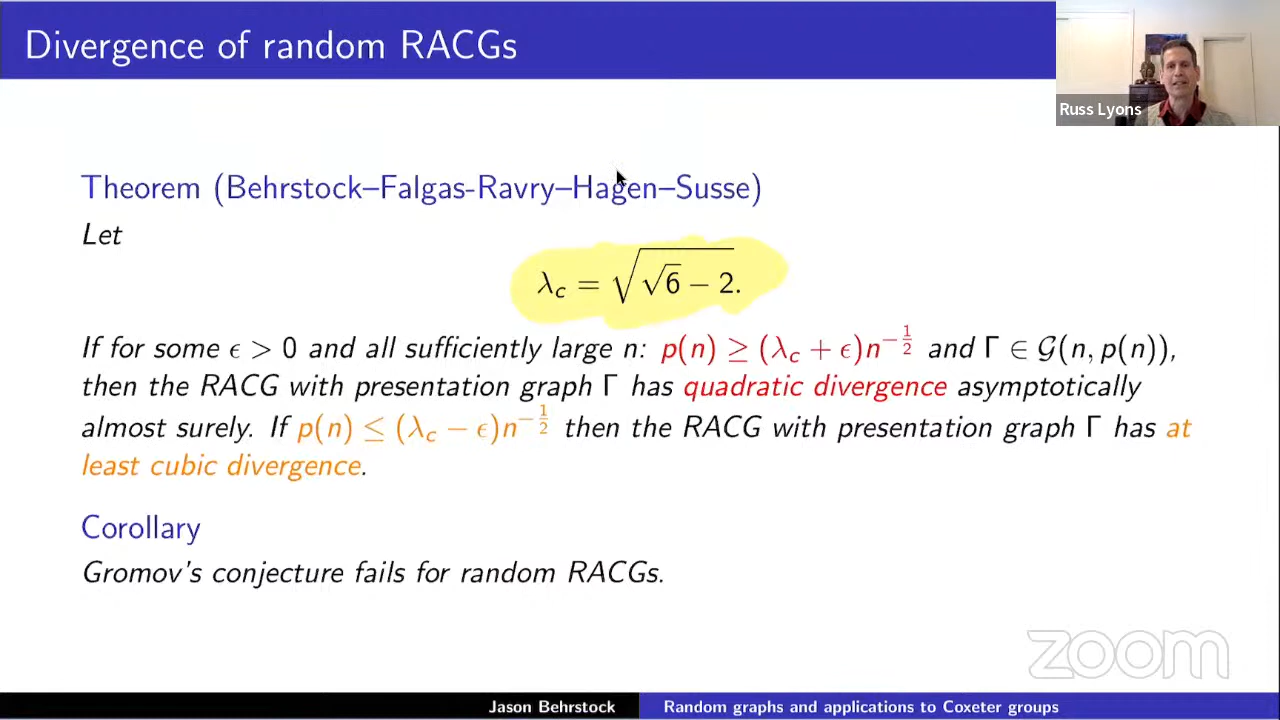 Divergence of random RACGs
Russ Lyons
Theorem (Behrstock–Falgas-Ravry–Hagen–Susse)
Let
λ_c = √(√6 − 2).
If for some ϵ > 0 and all sufficiently large n: p(n) ≥ (λ_c + ϵ)n^{−1/2} and Γ ∈ 𝒢(n, p(n)),
then the RACG with presentation graph Γ has quadratic divergence asymptotically
almost surely. If p(n) ≤ (λ_c − ϵ)n^{−1/2} then the RACG with presentation graph Γ has at
least cubic divergence.
Corollary
Gromov's conjecture fails for random RACGs.
zoom
Jason Behrstock
Random graphs and applications to Coxeter groups